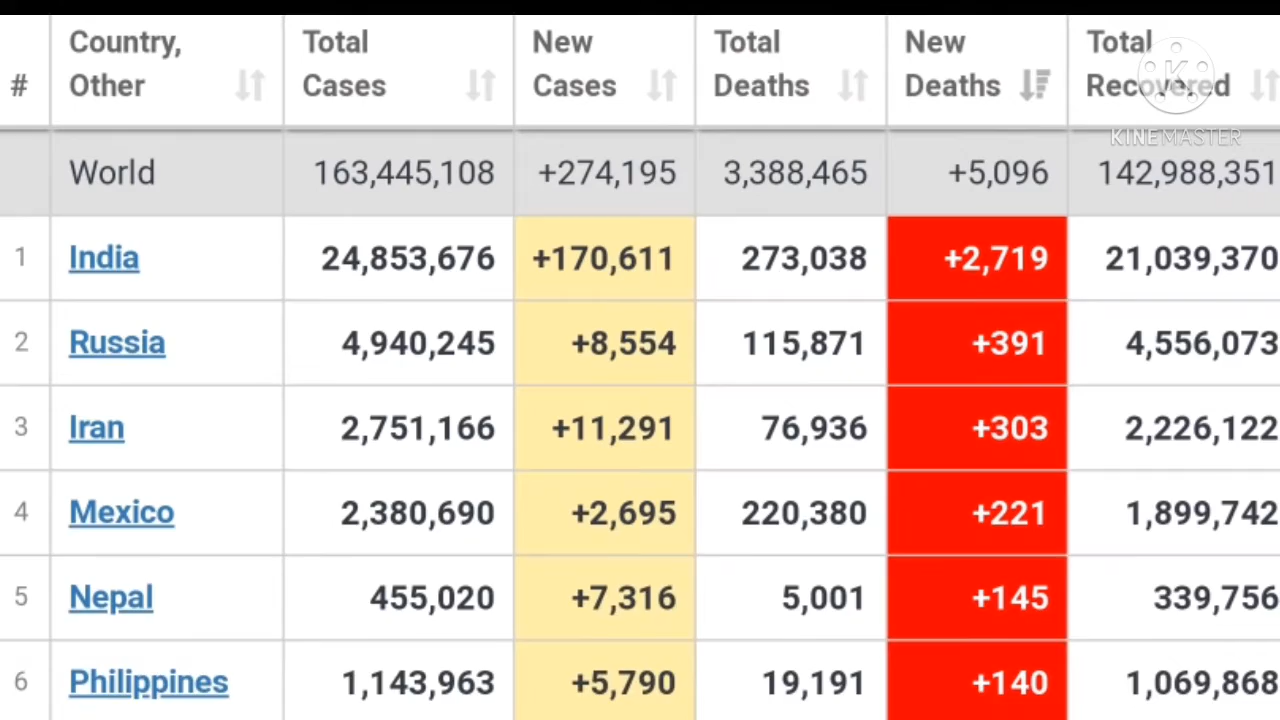 # Country, Other Total Cases New Cases Total Deaths New Deaths Total Recovered
KINEMASTER
World 163,445,108 +274,195 3,388,465 +5,096 142,988,351
1 India 24,853,676 +170,611 273,038 +2,719 21,039,370
2 Russia 4,940,245 +8,554 115,871 +391 4,556,073
3 Iran 2,751,166 +11,291 76,936 +303 2,226,122
4 Mexico 2,380,690 +2,695 220,380 +221 1,899,742
5 Nepal 455,020 +7,316 5,001 +145 339,756
6 Philippines 1,143,963 +5,790 19,191 +140 1,069,868